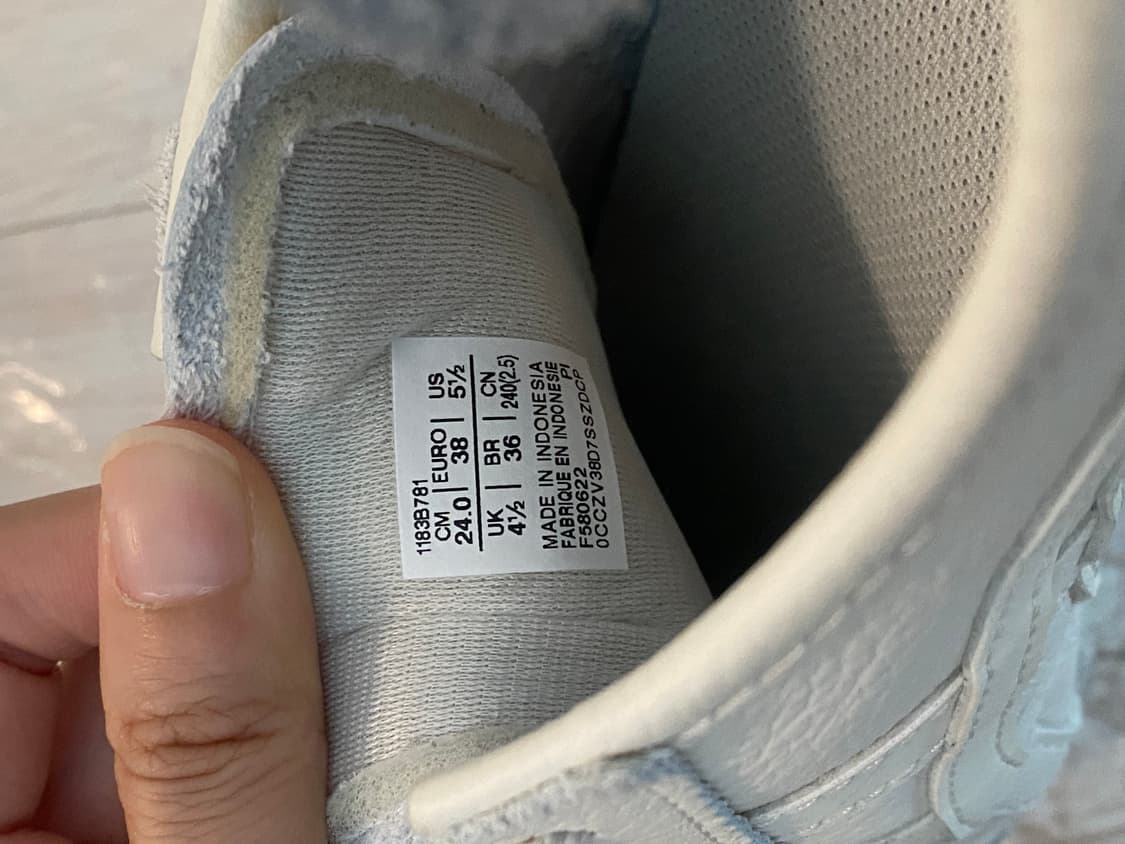 1183B781
CM | EURO | US
24.0 | 38 | 5½
UK | BR | CN
4½ | 36 | 240(2.5)
MADE IN INDONESIA
FABRIQUE EN INDONESIE
F580622 PI
0CCZV38D7SSZDCP